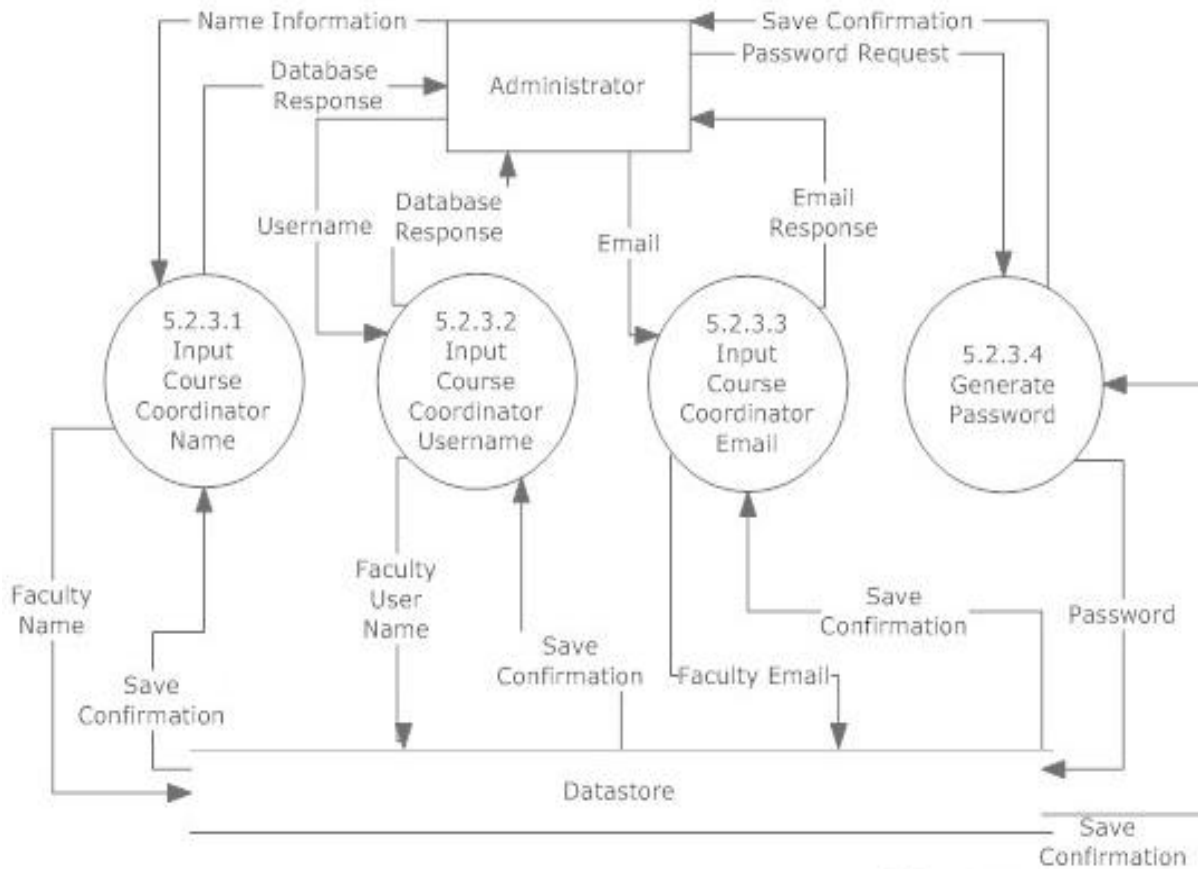 Name Information
Save Confirmation
Password Request
Database
Response
Administrator
Username
Database
Response
Email
Email
Response
5.2.3.1
Input
Course
Coordinator
Name
5.2.3.2
Input
Course
Coordinator
Username
5.2.3.3
Input
Course
Coordinator
Email
5.2.3.4
Generate
Password
Faculty
Name
Faculty
User
Name
Save
Confirmation
Password
Save
Confirmation
Faculty Email
Save
Confirmation
Datastore
Save
Confirmation